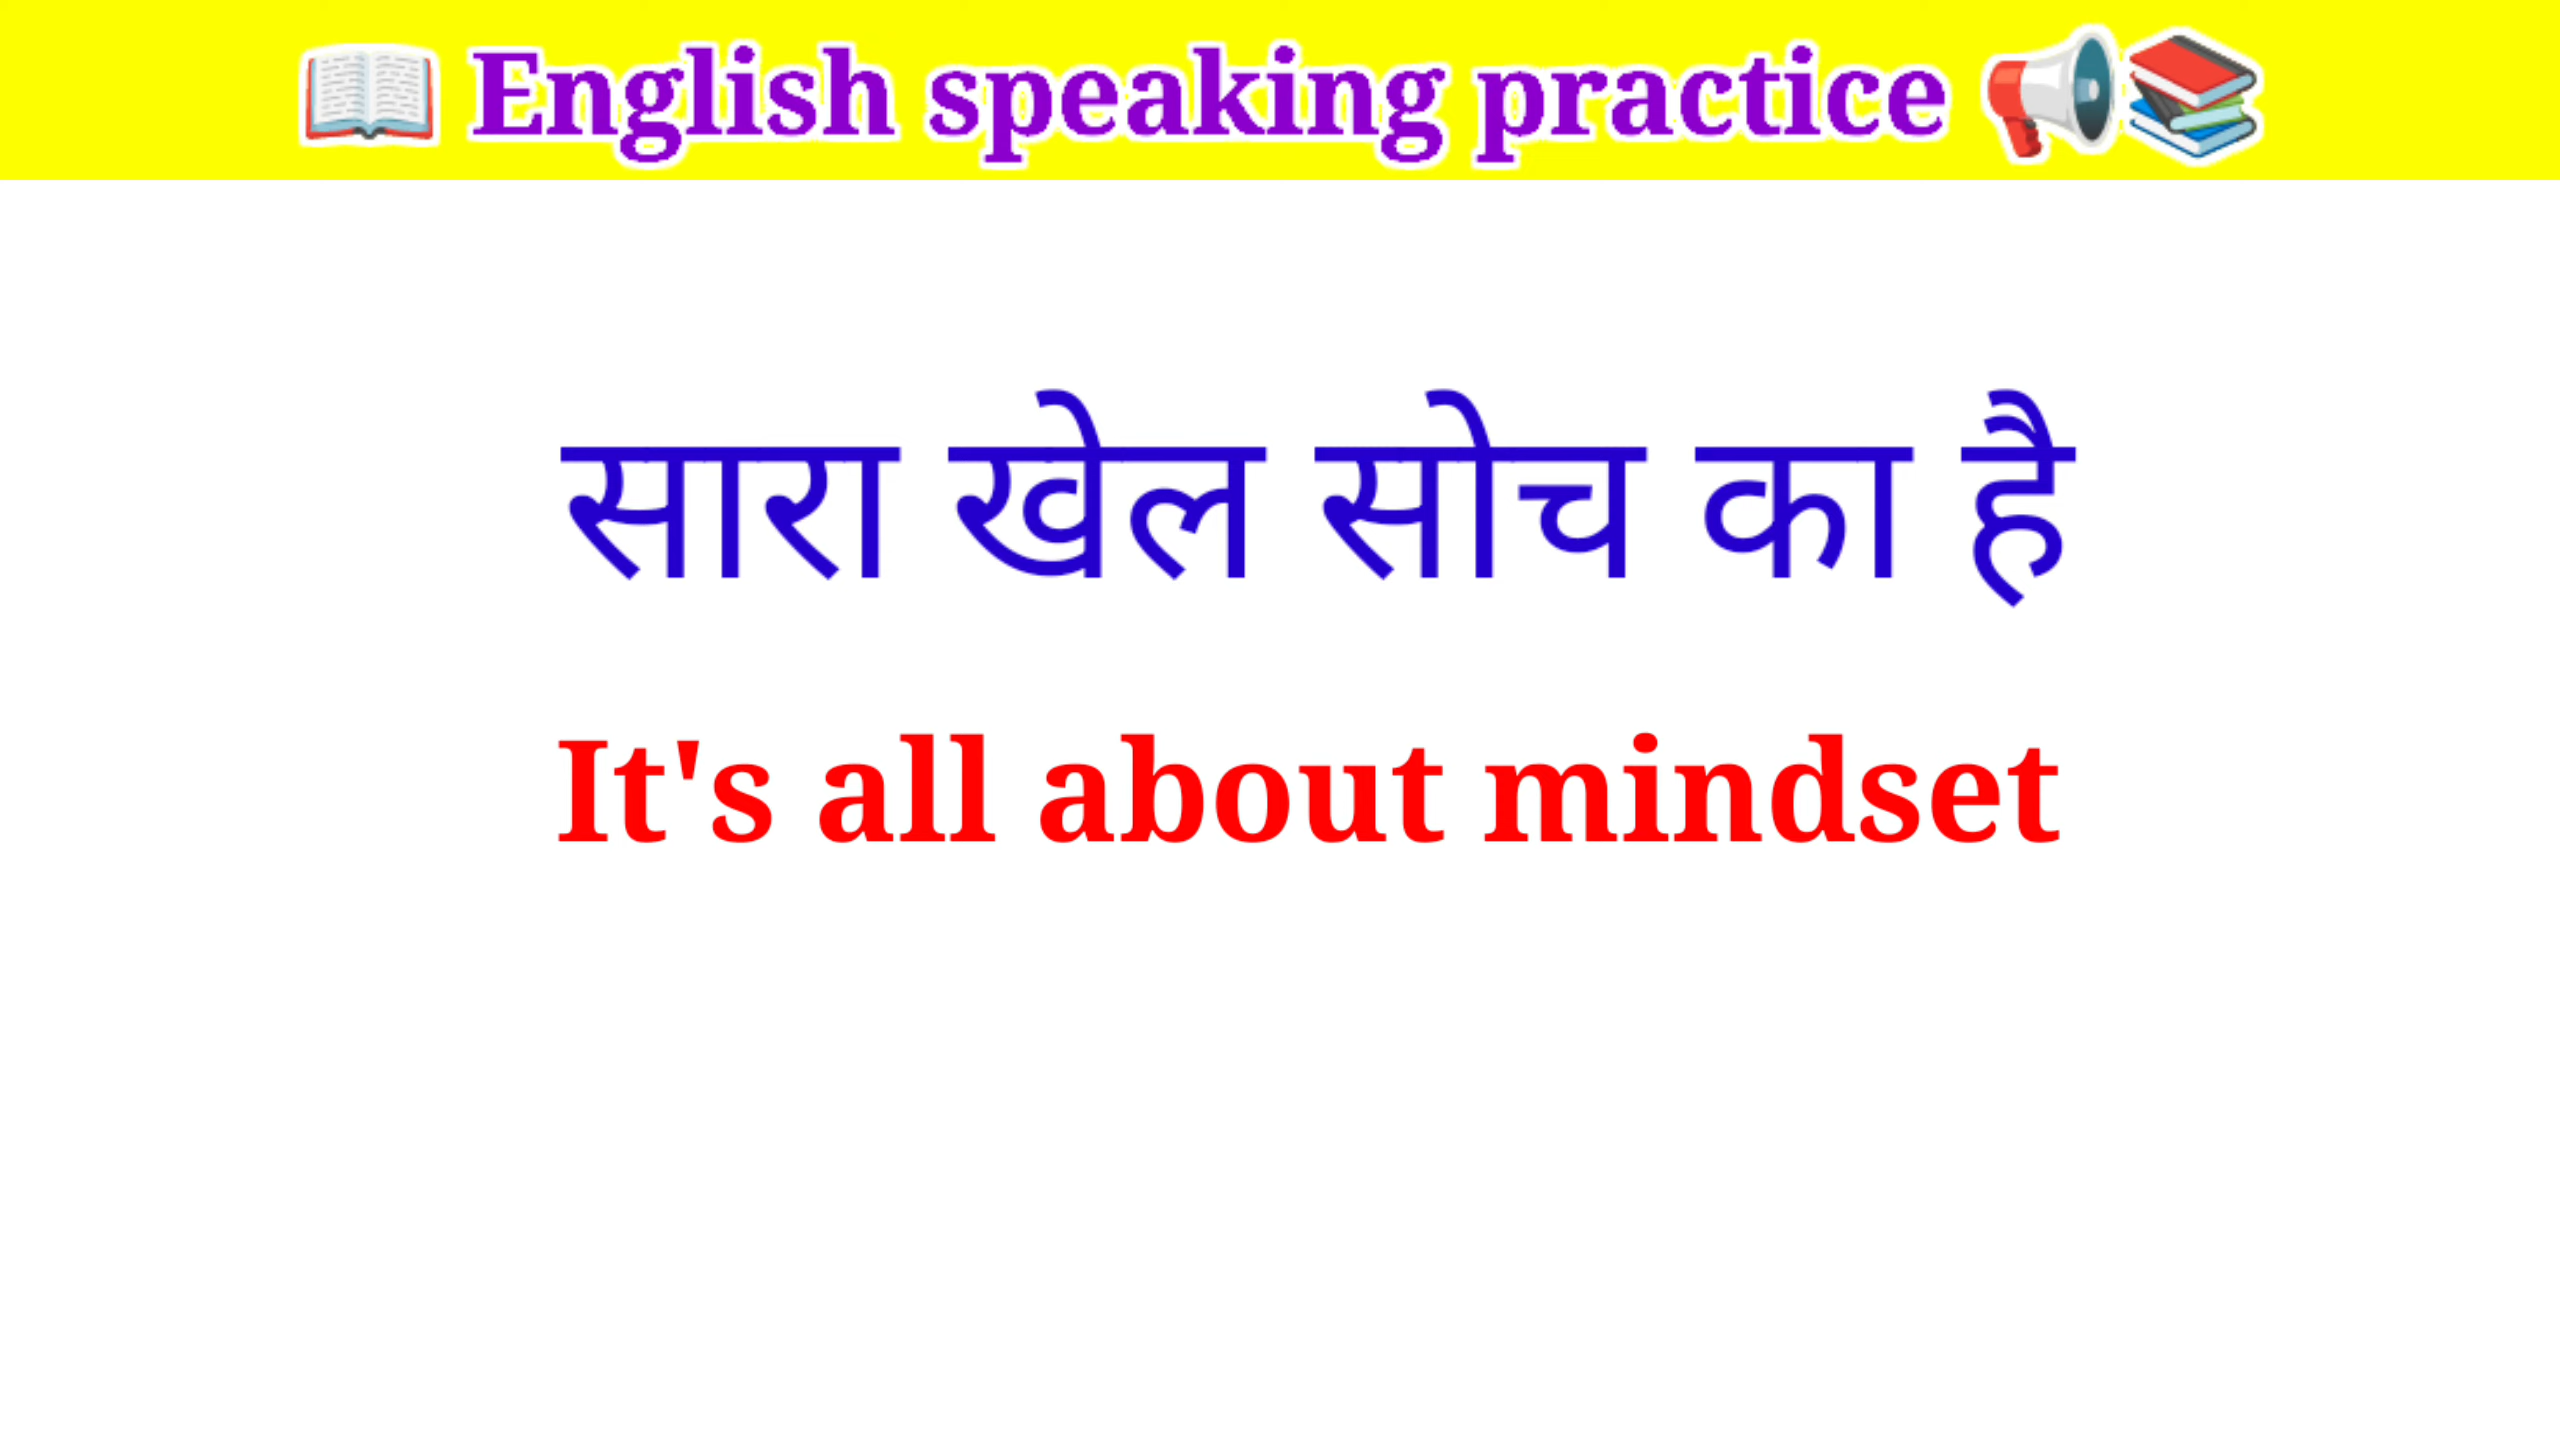 📖 English speaking practice 📢📚
सारा खेल सोच का है
It's all about mindset